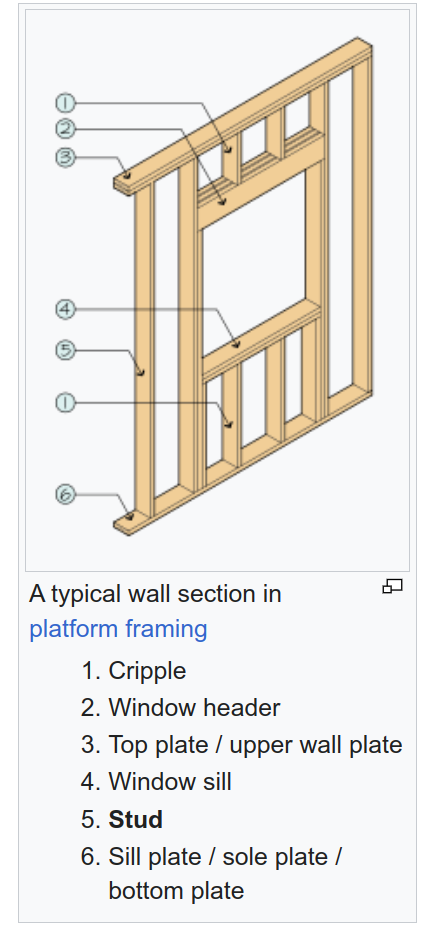 1
2
3
4
5
1
6
A typical wall section in
platform framing
1. Cripple
2. Window header
3. Top plate / upper wall plate
4. Window sill
5. Stud
6. Sill plate / sole plate /
bottom plate